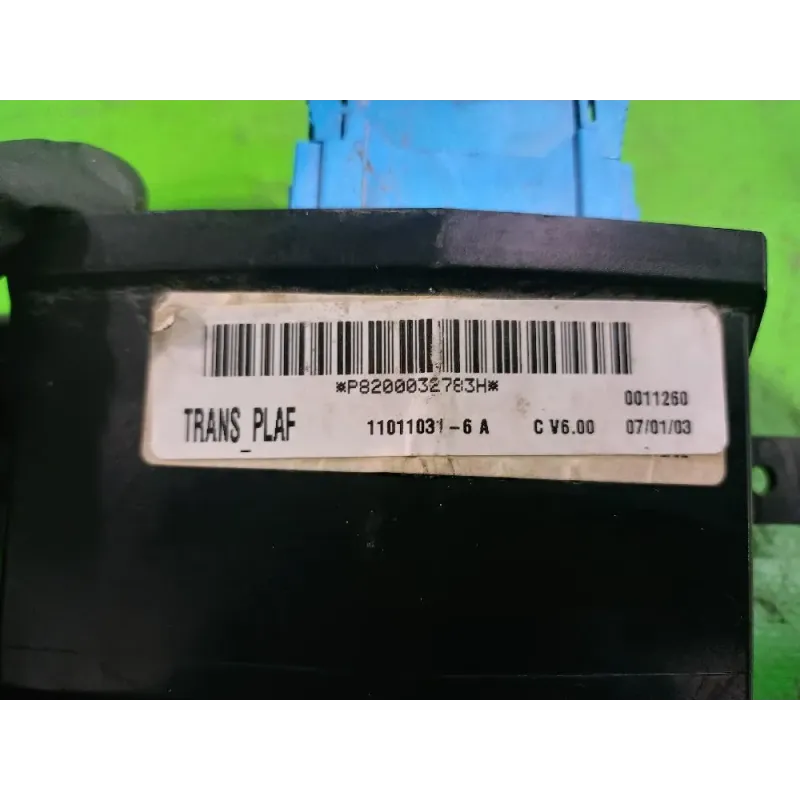 *P8200032783H*
0011260
TRANS_PLAF 11011031-6 A C V6.00 07/01/03